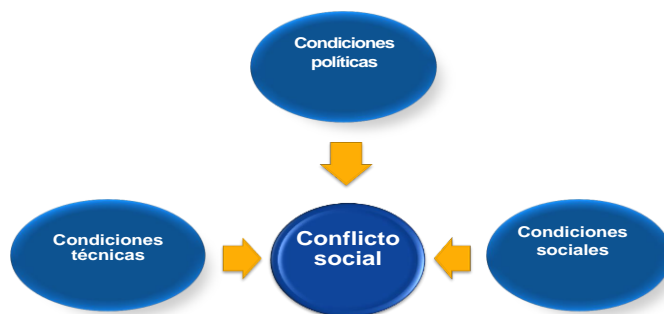 Condiciones
políticas
Condiciones
técnicas
Conflicto
social
Condiciones
sociales